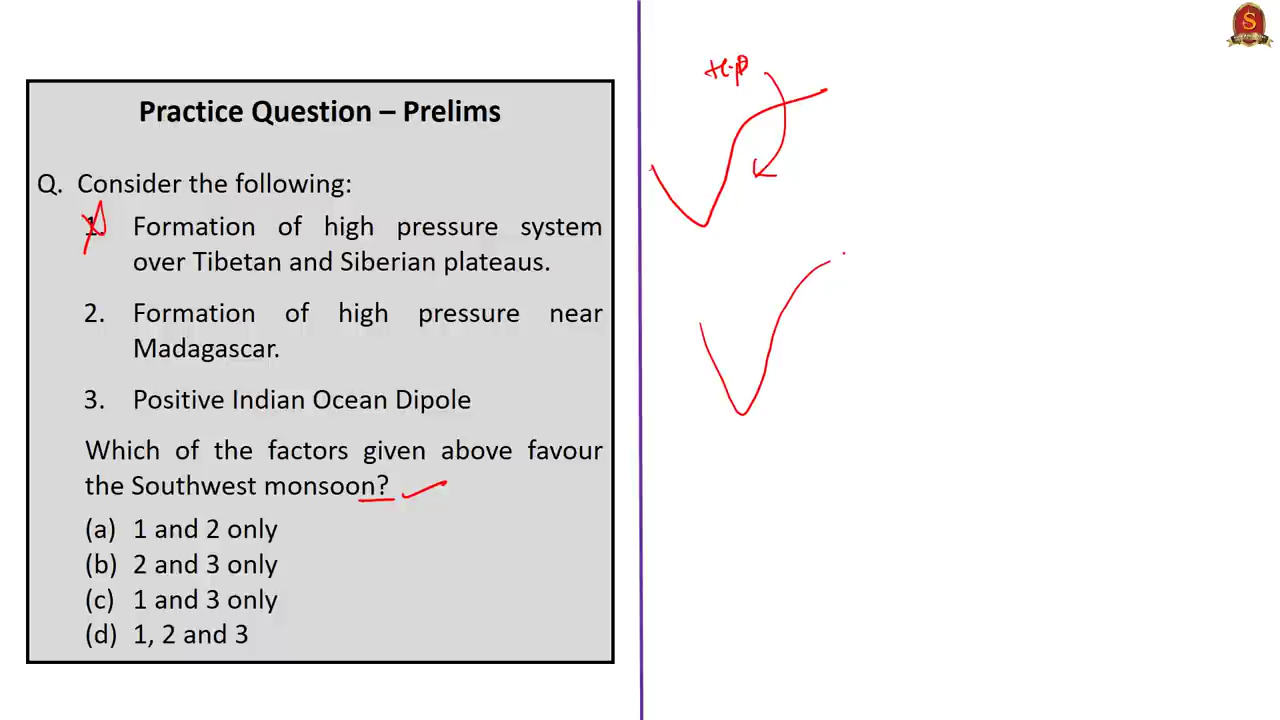 Practice Question – Prelims
Q. Consider the following:
1. Formation of high pressure system
over Tibetan and Siberian plateaus.
2. Formation of high pressure near
Madagascar.
3. Positive Indian Ocean Dipole
Which of the factors given above favour
the Southwest monsoon?
(a) 1 and 2 only
(b) 2 and 3 only
(c) 1 and 3 only
(d) 1, 2 and 3
H.P
S